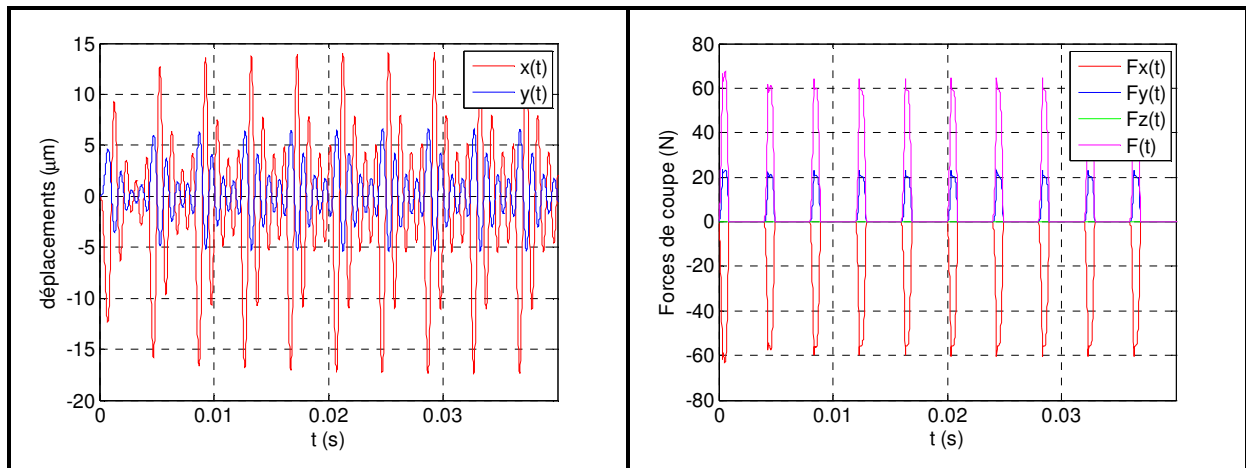 déplacements (µm)
15
10
5
0
-5
-10
-15
-20
0
0.01
0.02
0.03
t (s)
x(t)
y(t)
Forces de coupe (N)
80
60
40
20
0
-20
-40
-60
-80
0
0.01
0.02
0.03
t (s)
Fx(t)
Fy(t)
Fz(t)
F(t)